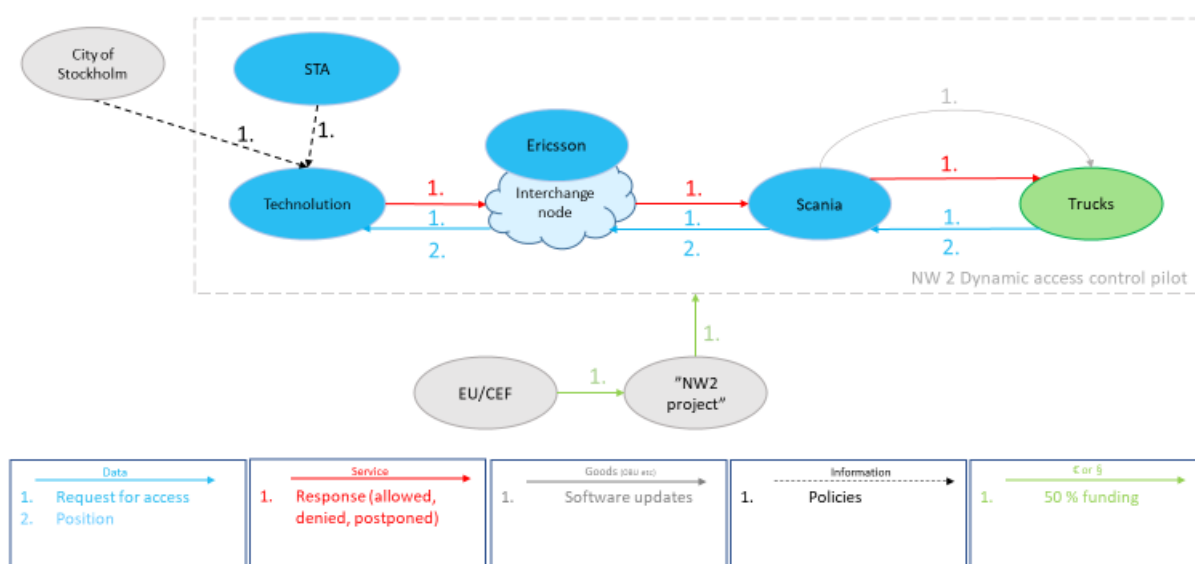 City of
Stockholm
STA
1.
1.
1.
Ericsson
Technolution
1.
Interchange
node
1.
Scania
1.
Trucks
1.
2.
1.
2.
1.
2.
NW 2 Dynamic access control pilot
1.
EU/CEF
1.
"NW2
project"
Data
1. Request for access
2. Position
Service
1. Response (allowed,
denied, postponed)
Goods (OBU etc)
1. Software updates
Information
1. Policies
€ or §
1. 50 % funding